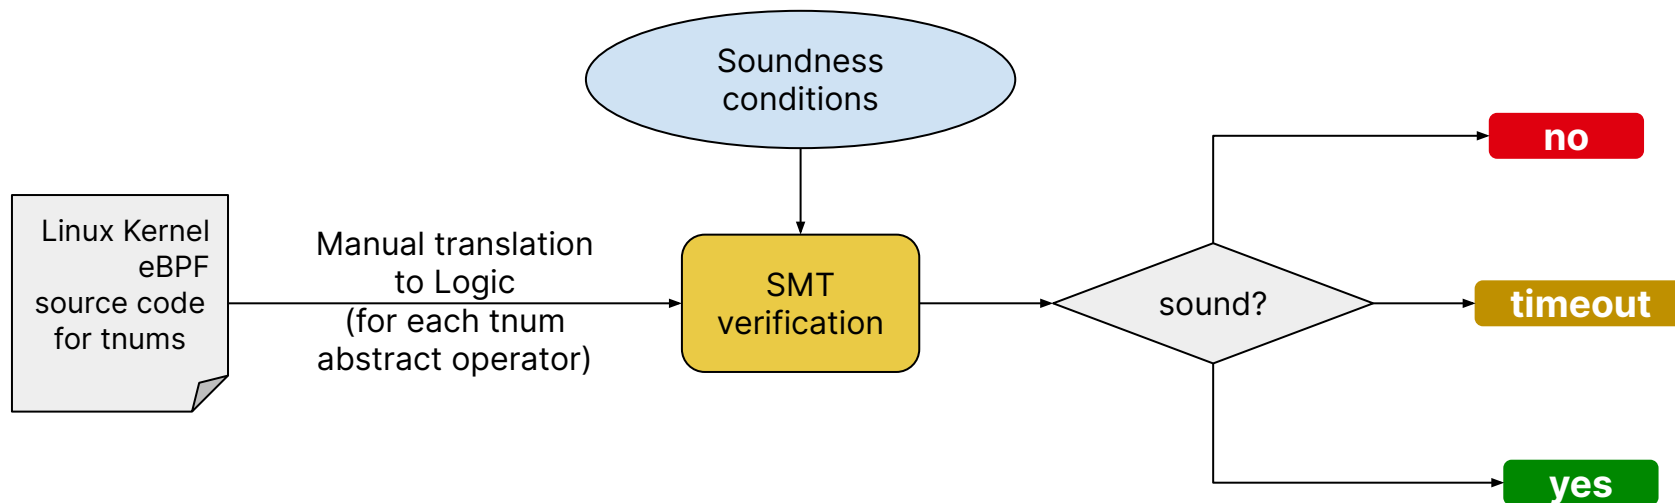 Soundness
conditions
Linux Kernel
eBPF
source code
for tnums
Manual translation
to Logic
(for each tnum
abstract operator)
SMT
verification
sound?
no
timeout
yes